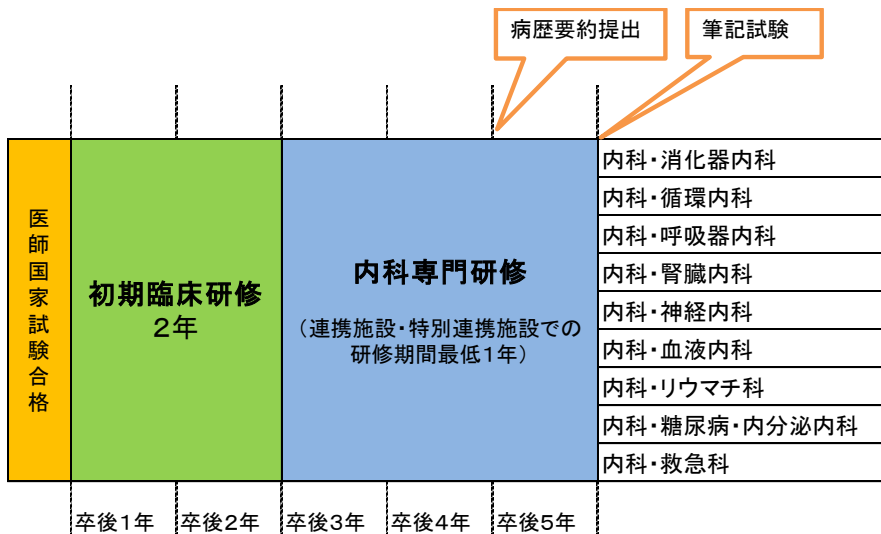 病歴要約提出
筆記試験
医師国家試験合格
初期臨床研修
2年
内科専門研修
（連携施設・特別連携施設での
研修期間最低1年）
内科・消化器内科
内科・循環内科
内科・呼吸器内科
内科・腎臓内科
内科・神経内科
内科・血液内科
内科・リウマチ科
内科・糖尿病・内分泌内科
内科・救急科
卒後1年
卒後2年
卒後3年
卒後4年
卒後5年